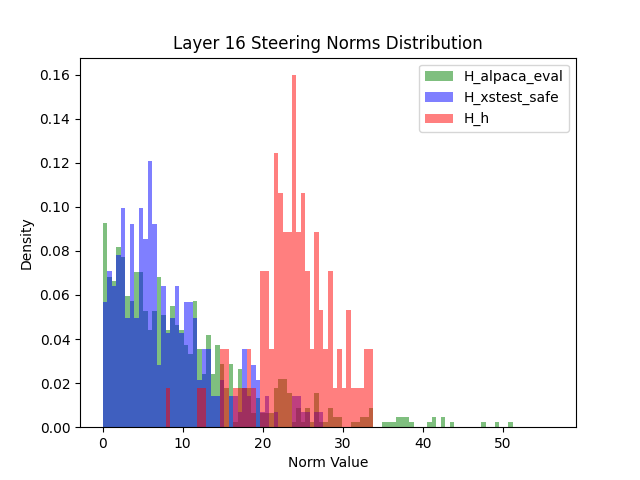 Layer 16 Steering Norms Distribution
H_alpaca_eval
H_xstest_safe
H_h
0.16
0.14
0.12
0.10
0.08
0.06
0.04
0.02
0.00
Density
0 10 20 30 40 50
Norm Value